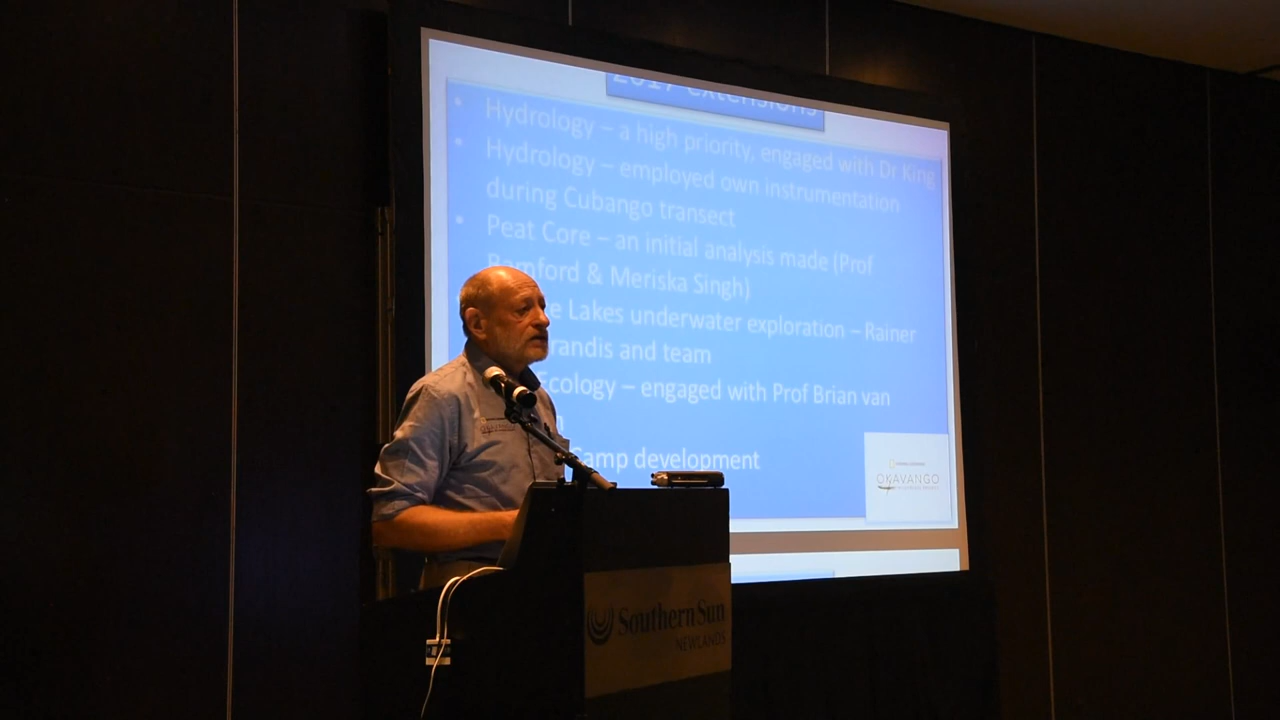 2017 extensions
• Hydrology – a high priority, engaged with Dr King
• Hydrology – employed own instrumentation
during Cubango transect
• Peat Core – an initial analysis made (Prof
Bamford & Meriska Singh)
Lakes underwater exploration – Rainer
and team
Ecology – engaged with Prof Brian van
Camp development
OKAVANGO
Southern Sun
NEWLANDS